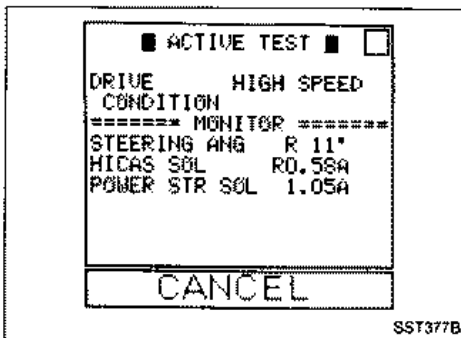 ■ ACTIVE TEST ■ □
DRIVE HIGH SPEED
CONDITION
======= MONITOR =======
STEERING ANG R 11°
HICAS SOL R0.58A
POWER STR SOL 1.05A
CANCEL
SST377B